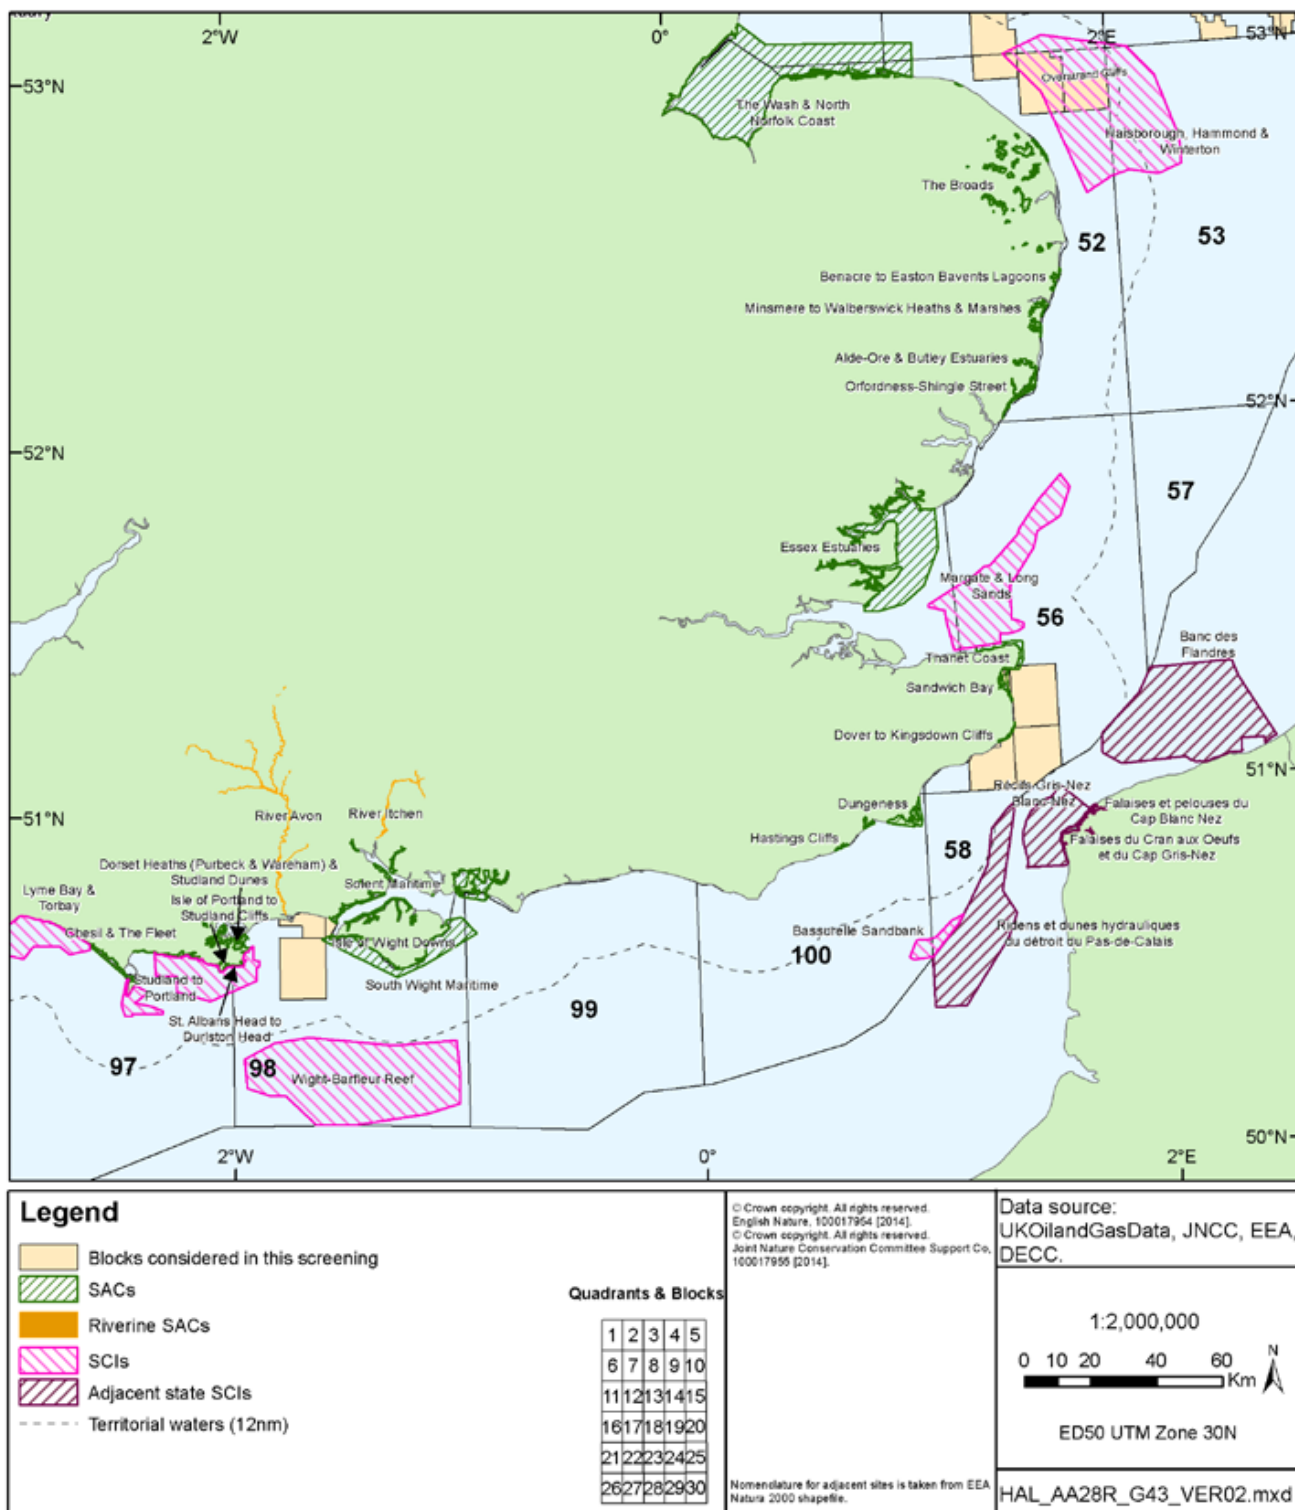 2°W
0°
2°E
53°N
53°N
Overstrand Cliffs
The Wash & North
Norfolk Coast
Haisborough, Hammond &
Winterton
The Broads
52
53
Benacre to Easton Bavents Lagoons
Minsmere to Walberswick Heaths & Marshes
Alde-Ore & Butley Estuaries
Orfordness-Shingle Street
52°N
52°N
57
Essex Estuaries
Margate & Long
Sands
56
Banc des
Flandres
Thanet Coast
Sandwich Bay
Dover to Kingsdown Cliffs
51°N
Récifs Gris-Nez
Blanc-Nez
Falaises et pelouses du
Cap Blanc Nez
Dungeness
51°N
River Avon
River Itchen
Hastings Cliffs
58
Falaises du Cran aux Oeufs
et du Cap Gris-Nez
Dorset Heaths (Purbeck & Wareham) &
Studland Dunes
Lyme Bay &
Torbay
Isle of Portland to
Studland Cliffs
Solent Maritime
Chesil & The Fleet
Isle of Wight Downs
Bassurelle Sandbank
Ridens et dunes hydrauliques
du détroit du Pas-de-Calais
100
Studland to
Portland
South Wight Maritime
99
St. Albans Head to
Durlston Head
97
98
Wight-Barfleur Reef
50°N
2°W
0°
2°E
Legend
Blocks considered in this screening
SACs
Riverine SACs
SCIs
Adjacent state SCIs
Territorial waters (12nm)
Quadrants & Blocks
1 2 3 4 5
6 7 8 9 10
11 12 13 14 15
16 17 18 19 20
21 22 23 24 25
26 27 28 29 30
© Crown copyright. All rights reserved.
English Nature, 100017954 [2014].
© Crown copyright. All rights reserved.
Joint Nature Conservation Committee Support Co,
100017955 [2014].
Nomenclature for adjacent sites is taken from EEA
Natura 2000 shapefile.
Data source:
UKOilandGasData, JNCC, EEA,
DECC.
1:2,000,000
0 10 20 40 60
Km
N
ED50 UTM Zone 30N
HAL_AA28R_G43_VER02.mxd